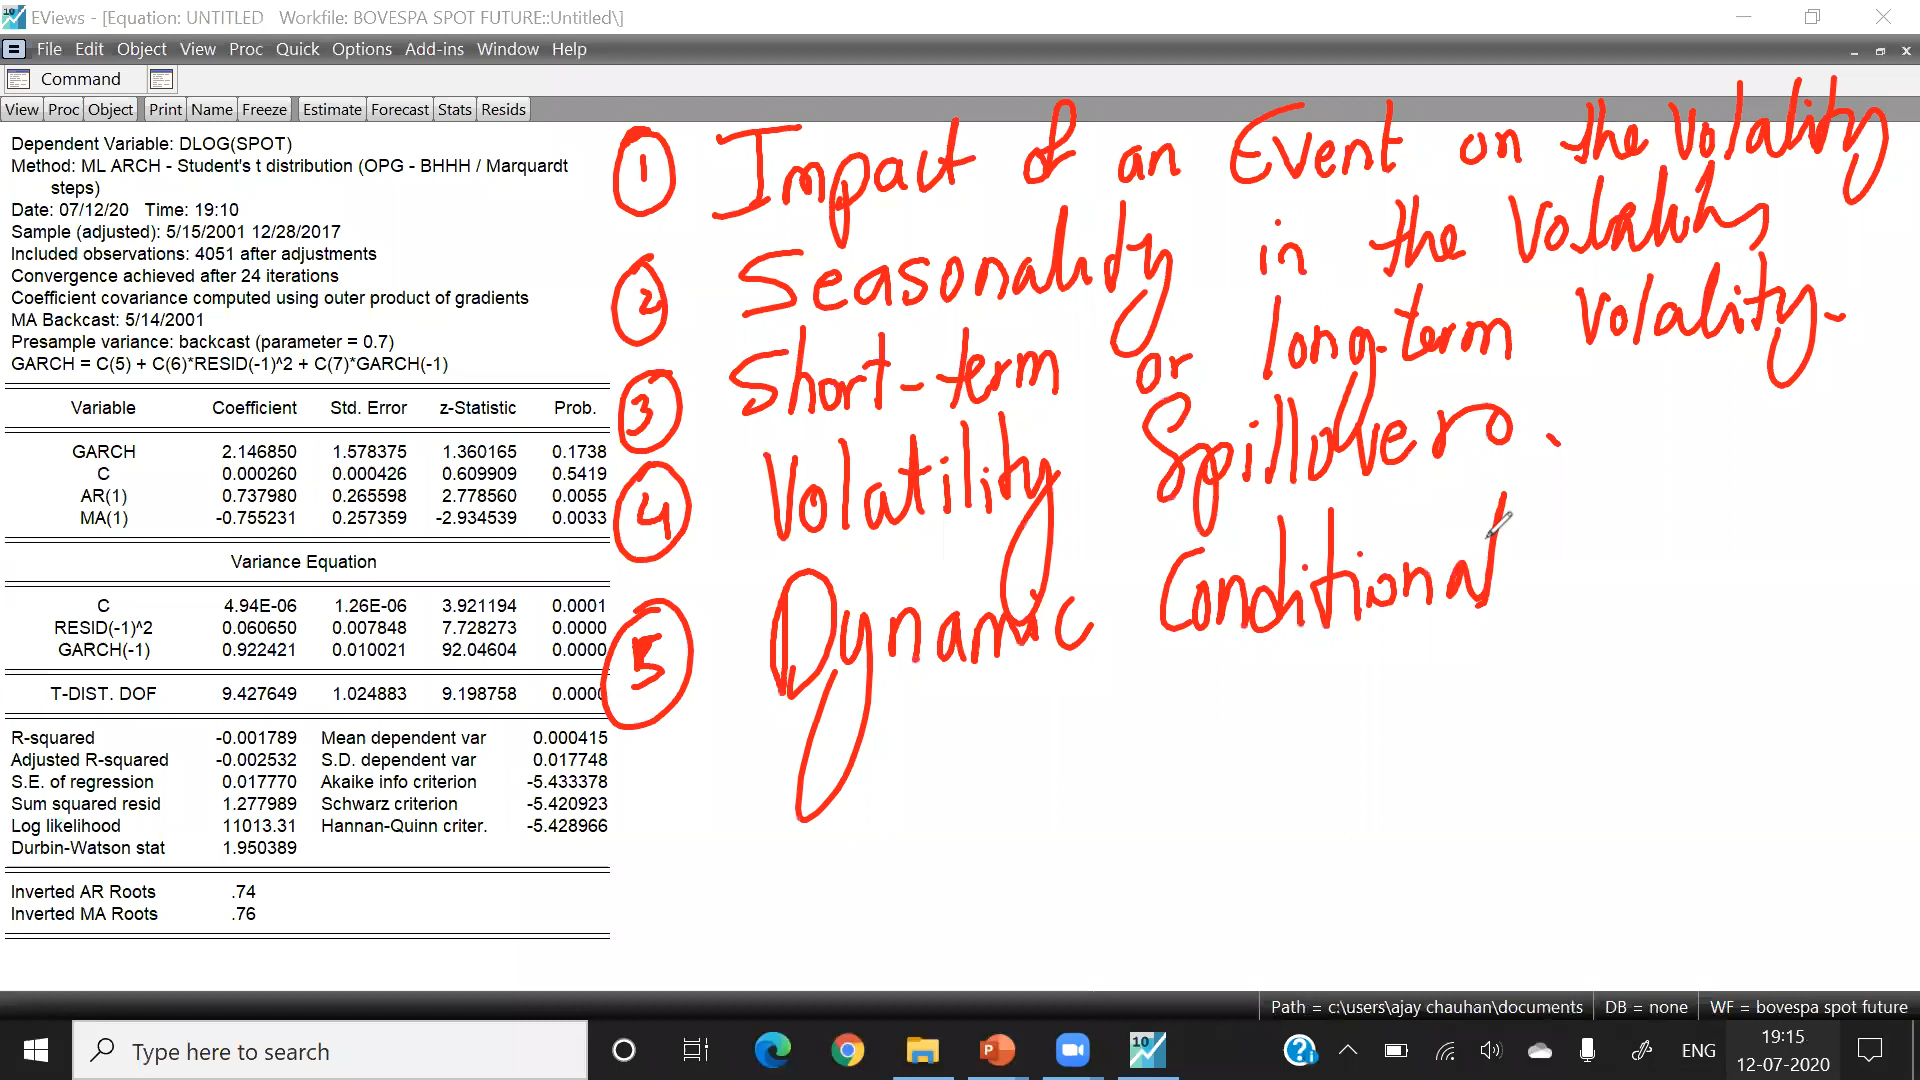 EViews - [Equation: UNTITLED   Workfile: BOVESPA SPOT FUTURE::Untitled\]
File Edit Object View Proc Quick Options Add-ins Window Help
Command
View Proc Object Print Name Freeze Estimate Forecast Stats Resids
Dependent Variable: DLOG(SPOT)
Method: ML ARCH - Student's t distribution (OPG - BHHH / Marquardt
steps)
Date: 07/12/20   Time: 19:10
Sample (adjusted): 5/15/2001 12/28/2017
Included observations: 4051 after adjustments
Convergence achieved after 24 iterations
Coefficient covariance computed using outer product of gradients
MA Backcast: 5/14/2001
Presample variance: backcast (parameter = 0.7)
GARCH = C(5) + C(6)*RESID(-1)^2 + C(7)*GARCH(-1)
Variable Coefficient Std. Error z-Statistic Prob.
GARCH 2.146850 1.578375 1.360165 0.1738
C 0.000260 0.000426 0.609909 0.5419
AR(1) 0.737980 0.265598 2.778560 0.0055
MA(1) -0.755231 0.257359 -2.934539 0.0033
Variance Equation
C 4.94E-06 1.26E-06 3.921194 0.0001
RESID(-1)^2 0.060650 0.007848 7.728273 0.0000
GARCH(-1) 0.922421 0.010021 92.04604 0.0000
T-DIST. DOF 9.427649 1.024883 9.198758 0.0000
R-squared -0.001789 Mean dependent var 0.000415
Adjusted R-squared -0.002532 S.D. dependent var 0.017748
S.E. of regression 0.017770 Akaike info criterion -5.433378
Sum squared resid 1.277989 Schwarz criterion -5.420923
Log likelihood 11013.31 Hannan-Quinn criter. -5.428966
Durbin-Watson stat 1.950389
Inverted AR Roots .74
Inverted MA Roots .76
1 Impact of an Event on the Volality
2 Seasonality in the
3 Short-term or long-term Volality.
4 Volatility Spillovers.
5 Dynamic Conditional
Path = c:\users\ajay chauhan\documents DB = none WF = bovespa spot future
Type here to search
ENG
19:15
12-07-2020